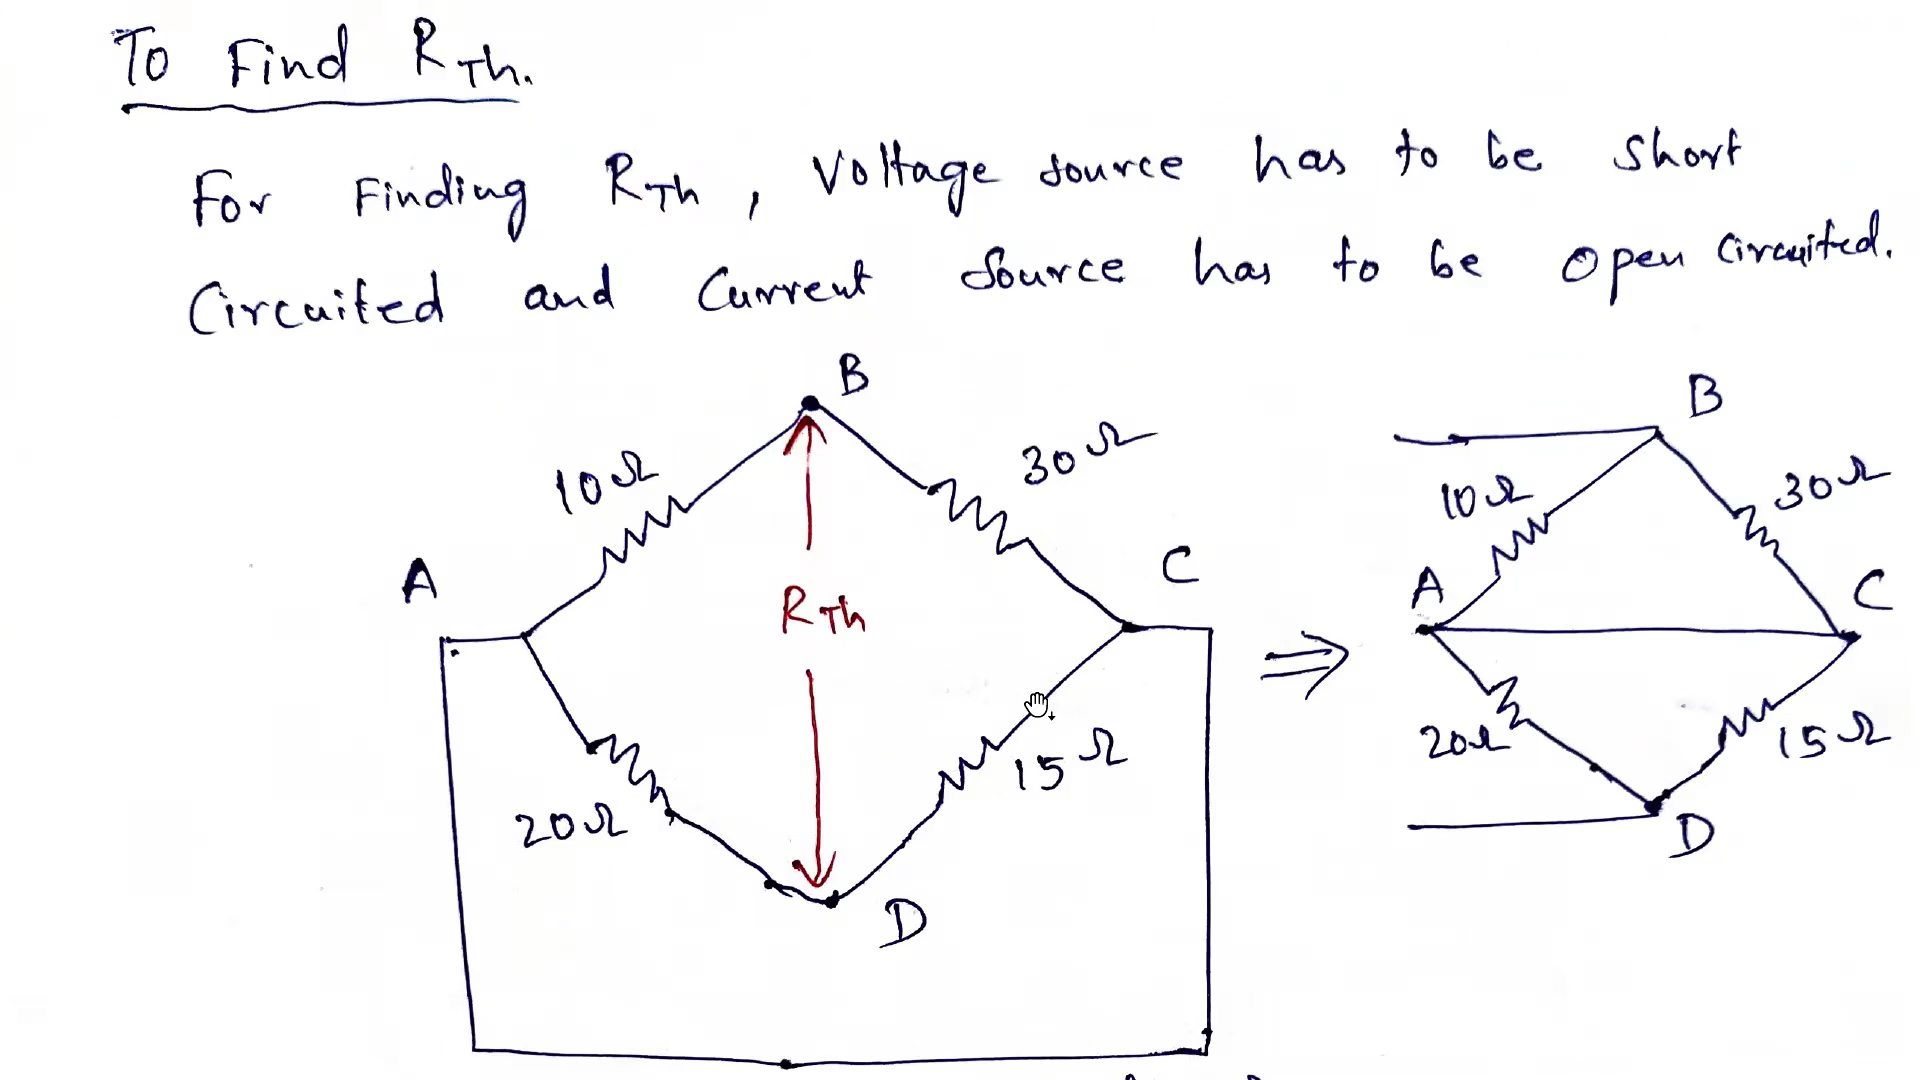 To Find RTh.
For Finding RTh, Voltage source has to be short
Circuited and Current Source has to be open circuited.
B
B
10Ω
30Ω
10Ω
30Ω
A
C
A
C
RTh
20Ω
15Ω
20Ω
15Ω
D
D